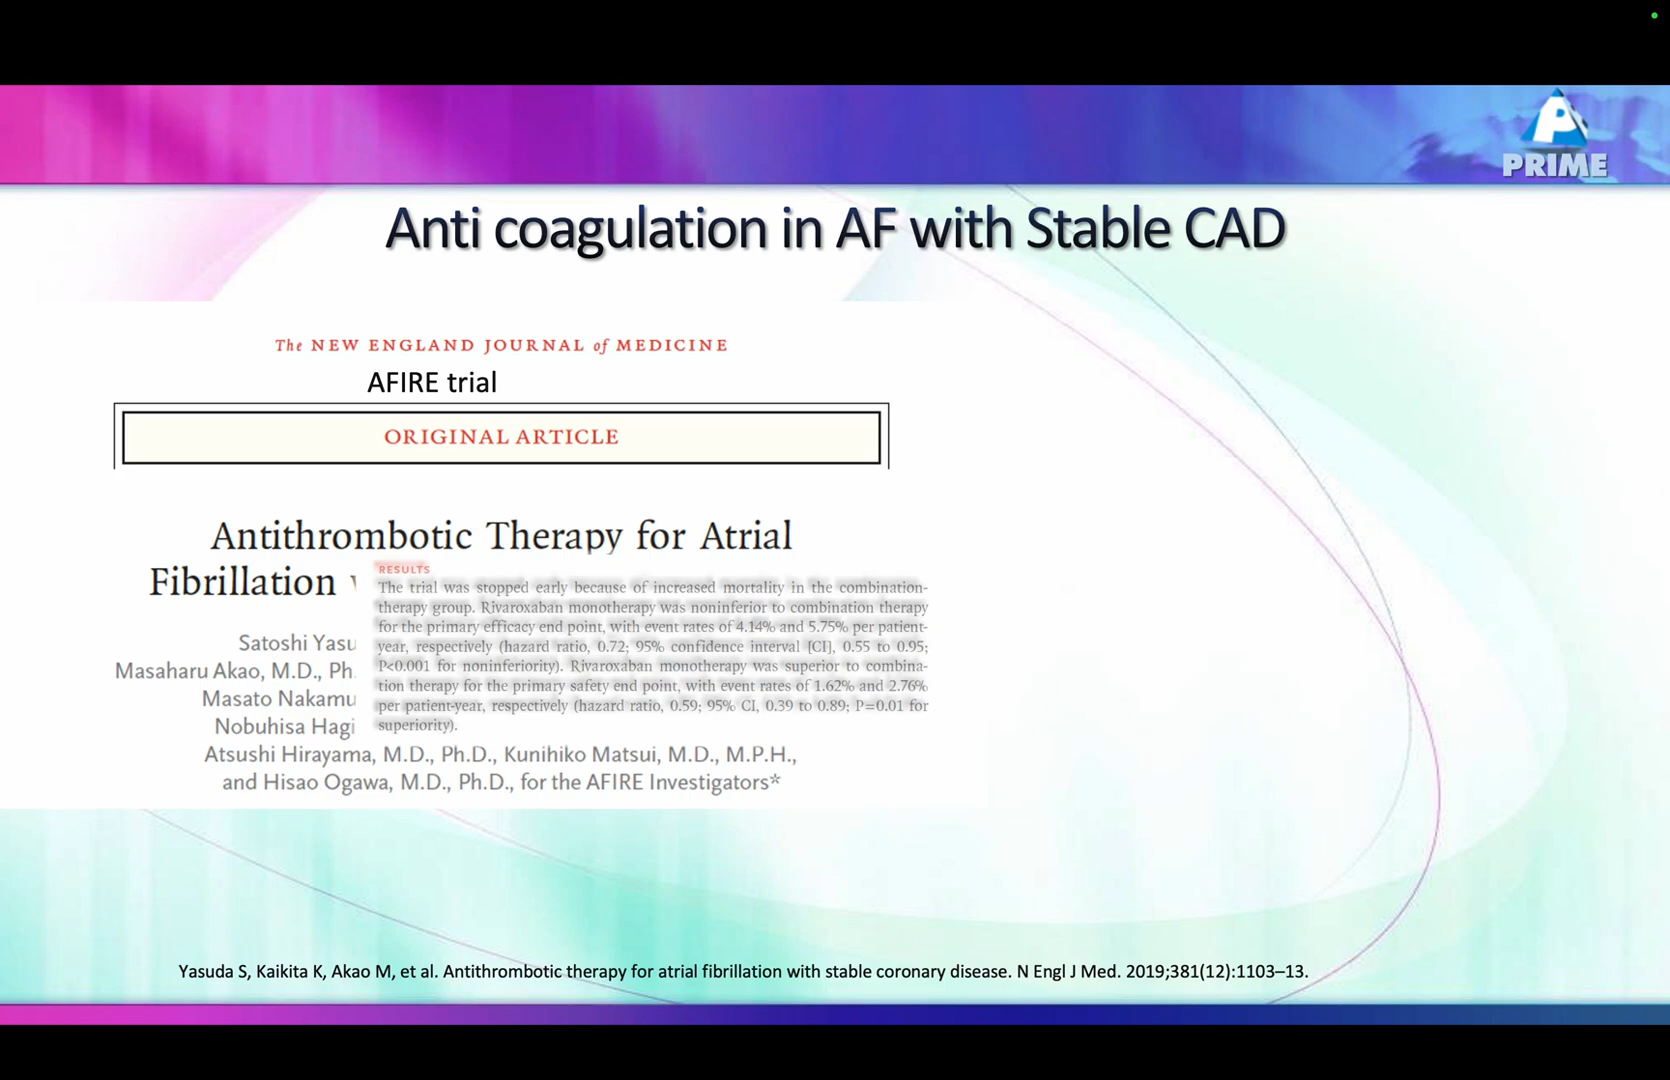 PRIME
Anti coagulation in AF with Stable CAD
The NEW ENGLAND JOURNAL of MEDICINE
AFIRE trial
ORIGINAL ARTICLE
Antithrombotic Therapy for Atrial
Fibrillation
RESULTS
The trial was stopped early because of increased mortality in the combination-
therapy group. Rivaroxaban monotherapy was noninferior to combination therapy
for the primary efficacy end point, with event rates of 4.14% and 5.75% per patient-
year, respectively (hazard ratio, 0.72; 95% confidence interval [CI], 0.55 to 0.95;
P<0.001 for noninferiority). Rivaroxaban monotherapy was superior to combina-
tion therapy for the primary safety end point, with event rates of 1.62% and 2.76%
per patient-year, respectively (hazard ratio, 0.59; 95% CI, 0.39 to 0.89; P=0.01 for
superiority).
Satoshi Yasu
Masaharu Akao, M.D., Ph.
Masato Nakamu
Nobuhisa Hagi
Atsushi Hirayama, M.D., Ph.D., Kunihiko Matsui, M.D., M.P.H.,
and Hisao Ogawa, M.D., Ph.D., for the AFIRE Investigators*
Yasuda S, Kaikita K, Akao M, et al. Antithrombotic therapy for atrial fibrillation with stable coronary disease. N Engl J Med. 2019;381(12):1103–13.